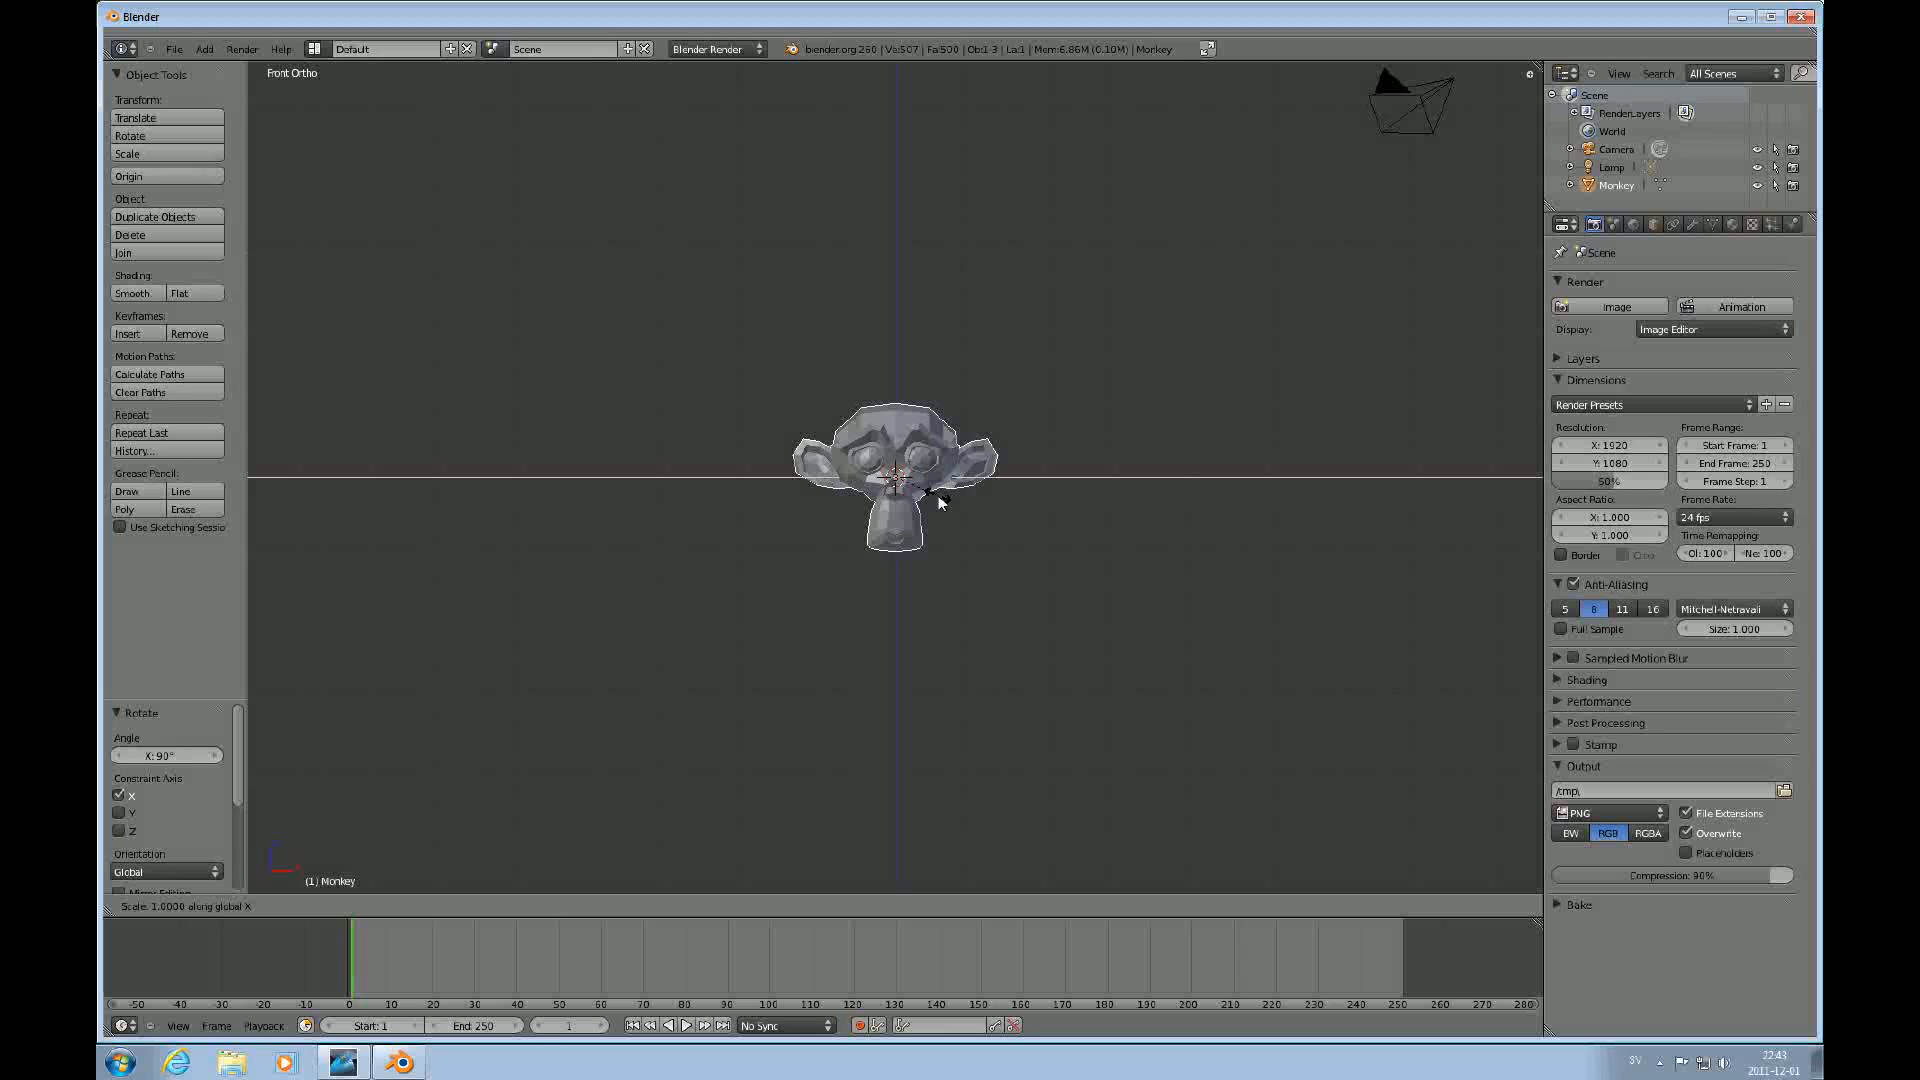 Blender
File Add Render Help Default Scene Blender Render blender.org 260 | Ve:507 | Fa:500 | Ob:1-3 | La:1 | Mem:6.86M (0.10M) | Monkey
Object Tools
Transform:
Translate
Rotate
Scale
Origin
Object:
Duplicate Objects
Delete
Join
Shading:
Smooth Flat
Keyframes:
Insert Remove
Motion Paths:
Calculate Paths
Clear Paths
Repeat:
Repeat Last
History...
Grease Pencil:
Draw Line
Poly Erase
Use Sketching Sessio
Rotate
Angle
X: 90°
Constraint Axis
X
Y
Z
Orientation
Global
Mirror Editing
Front Ortho
(1) Monkey
Scale: 1.0000 along global X
View Search All Scenes
Scene
RenderLayers
World
Camera
Lamp
Monkey
Scene
Render
Image Animation
Display: Image Editor
Layers
Dimensions
Render Presets
Resolution: Frame Range:
X: 1920 Start Frame: 1
Y: 1080 End Frame: 250
50% Frame Step: 1
Aspect Ratio: Frame Rate:
X: 1.000 24 fps
Y: 1.000 Time Remapping:
Border Ol: 100 Ne: 100
Anti-Aliasing
5 8 11 16 Mitchell-Netravali
Full Sample Size: 1.000
Sampled Motion Blur
Shading
Performance
Post Processing
Stamp
Output
/tmp\
PNG File Extensions
BW RGB RGBA Overwrite
Placeholders
Compression: 90%
Bake
-50 -40 -30 -20 -10 0 10 20 30 40 50 60 70 80 90 100 110 120 130 140 150 160 170 180 190 200 210 220 230 240 250 260 270 280
View Frame Playback Start: 1 End: 250 1 No Sync
SV 22:43
2011-12-01